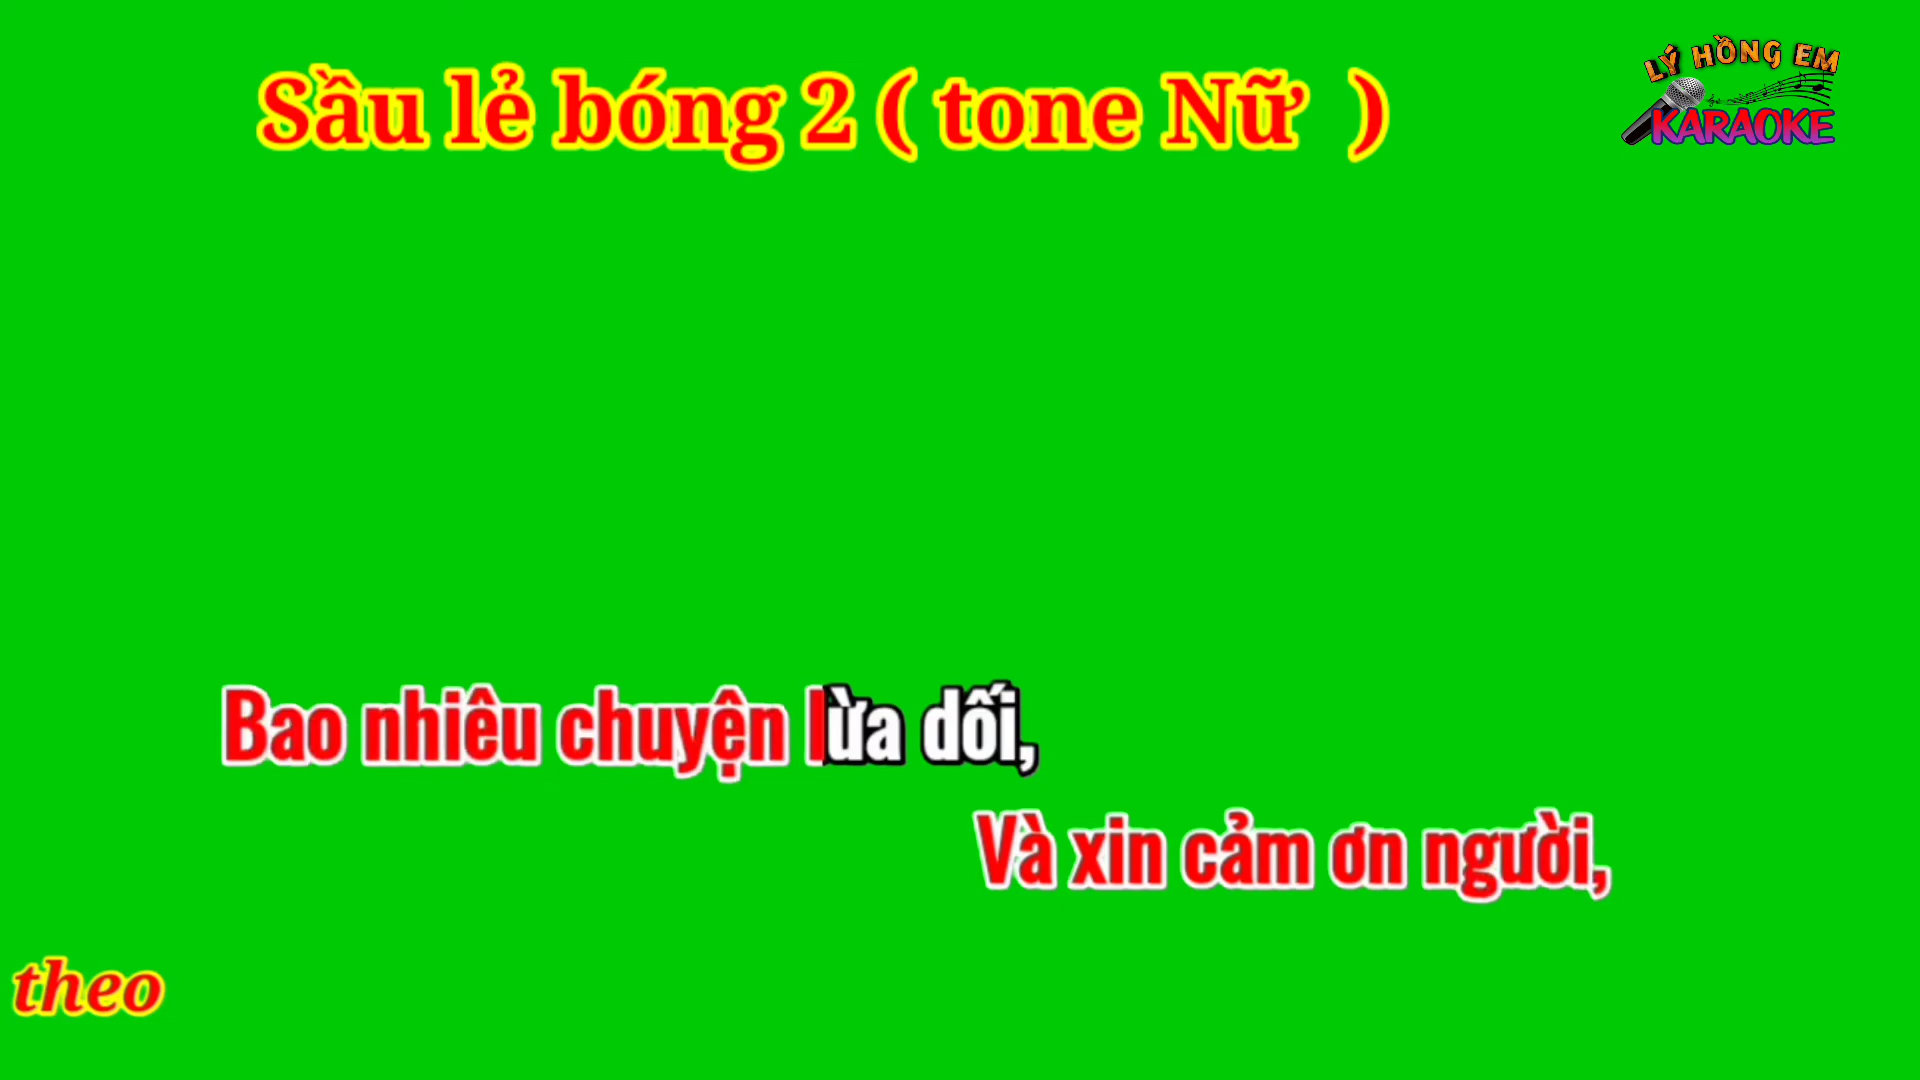 Sầu lẻ bóng 2 ( tone Nữ )
LÝ HỒNG EM
KARAOKE
Bao nhiêu chuyện lừa dối,
Và xin cảm ơn người,
theo